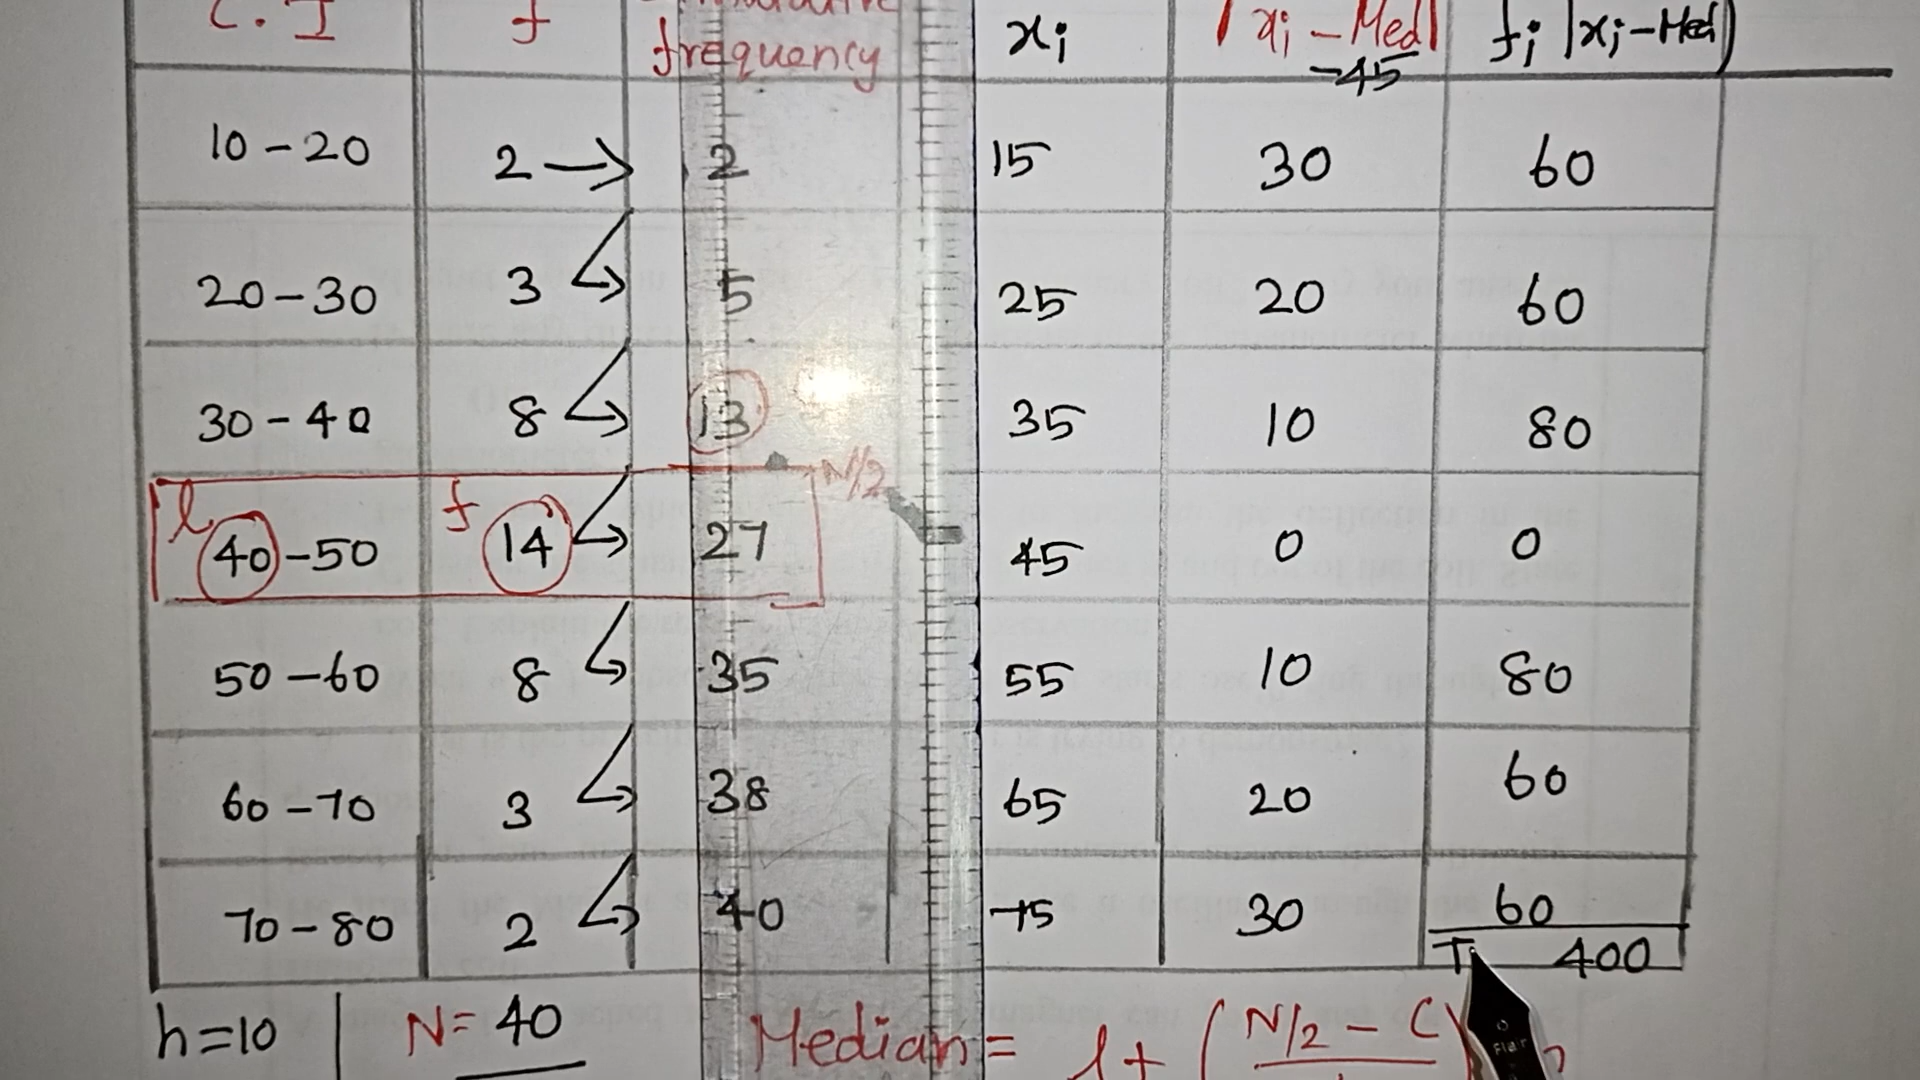 C.I f frequency xi |xi - Med| fi |xi - Med|
-45
10-20 2 → 2 15 30 60
20-30 3 5 25 20 60
30-40 8 13 35 10 80
N/2
l f
40-50 14 27 45 0 0
50-60 8 35 55 10 80
60-70 3 38 65 20 60
70-80 2 40 75 30 60
T 400
h=10 N=40 Median = l + (N/2 - C
Flair